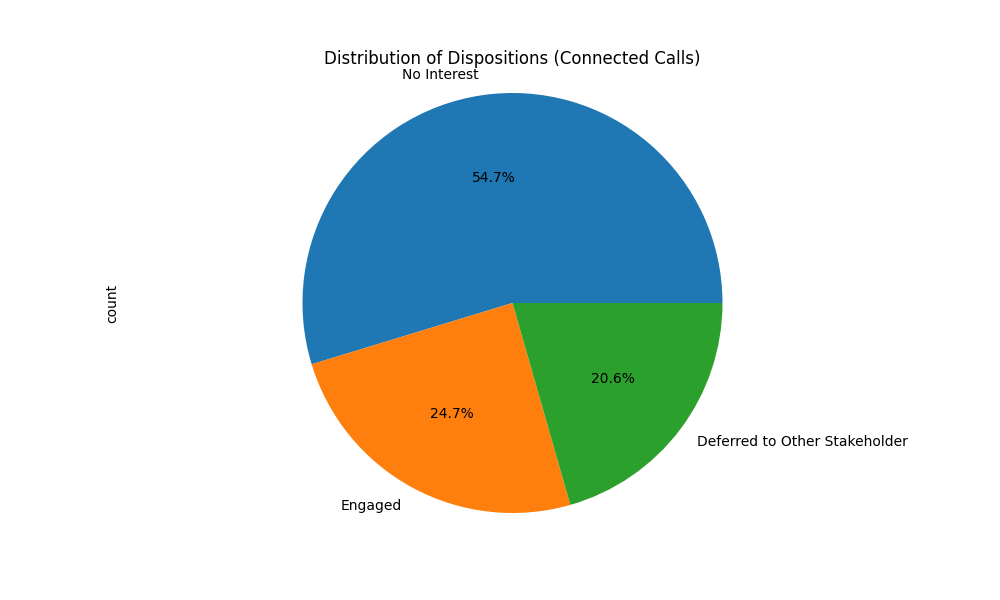 Distribution of Dispositions (Connected Calls)
No Interest
54.7%
count
20.6%
24.7%
Deferred to Other Stakeholder
Engaged